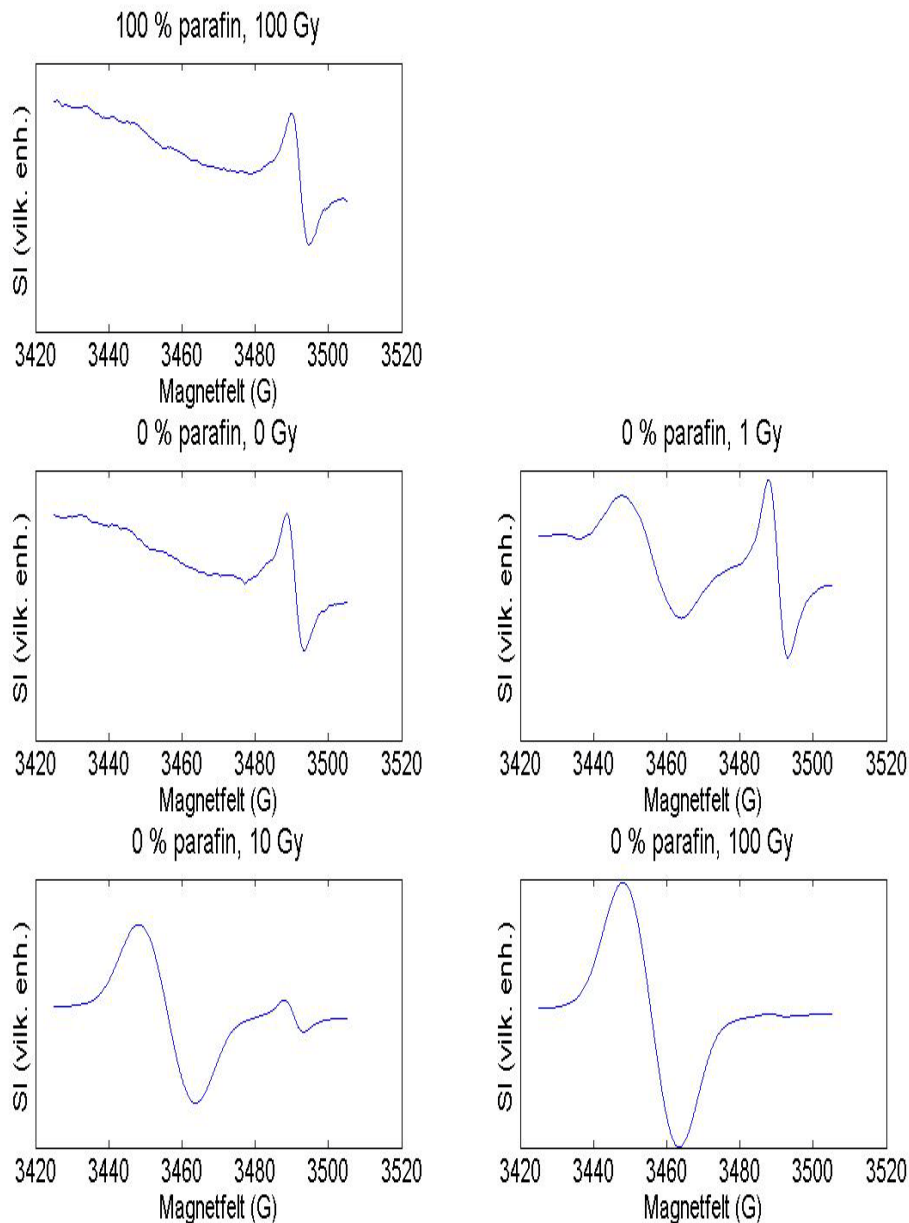 100 % parafin, 100 Gy
SI (vilk. enh.)
3420 3440 3460 3480 3500 3520
Magnetfelt (G)
0 % parafin, 0 Gy
SI (vilk. enh.)
3420 3440 3460 3480 3500 3520
Magnetfelt (G)
0 % parafin, 1 Gy
SI (vilk. enh.)
3420 3440 3460 3480 3500 3520
Magnetfelt (G)
0 % parafin, 10 Gy
SI (vilk. enh.)
3420 3440 3460 3480 3500 3520
Magnetfelt (G)
0 % parafin, 100 Gy
SI (vilk. enh.)
3420 3440 3460 3480 3500 3520
Magnetfelt (G)